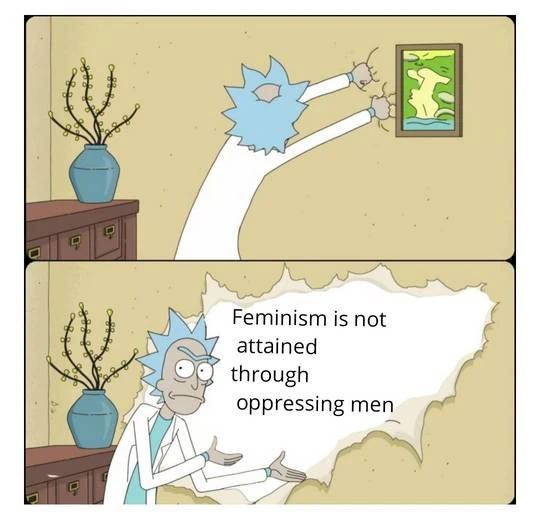 Feminism is not
attained
through
oppressing men